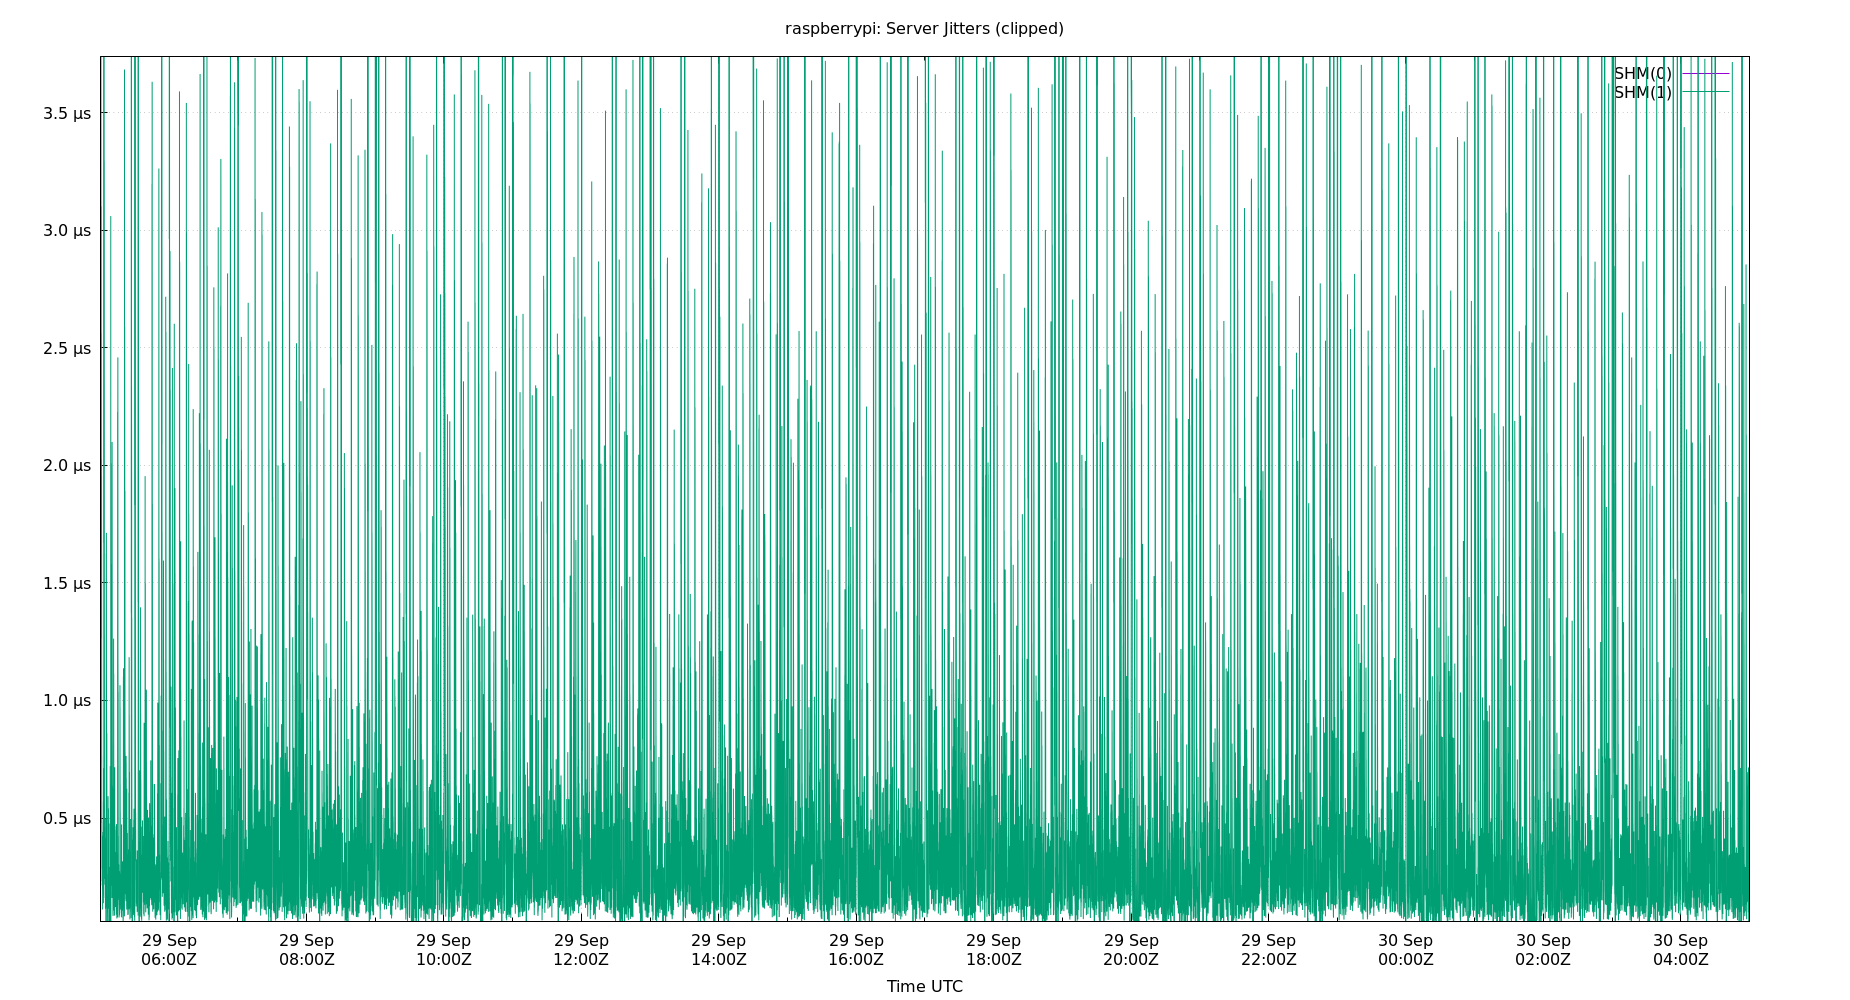 raspberrypi: Server Jitters (clipped)
SHM(0)
SHM(1)
3.5 μs
3.0 μs
2.5 μs
2.0 μs
1.5 μs
1.0 μs
0.5 μs
29 Sep 29 Sep 29 Sep 29 Sep 29 Sep 29 Sep 29 Sep 29 Sep 29 Sep 30 Sep 30 Sep 30 Sep
06:00Z 08:00Z 10:00Z 12:00Z 14:00Z 16:00Z 18:00Z 20:00Z 22:00Z 00:00Z 02:00Z 04:00Z
Time UTC